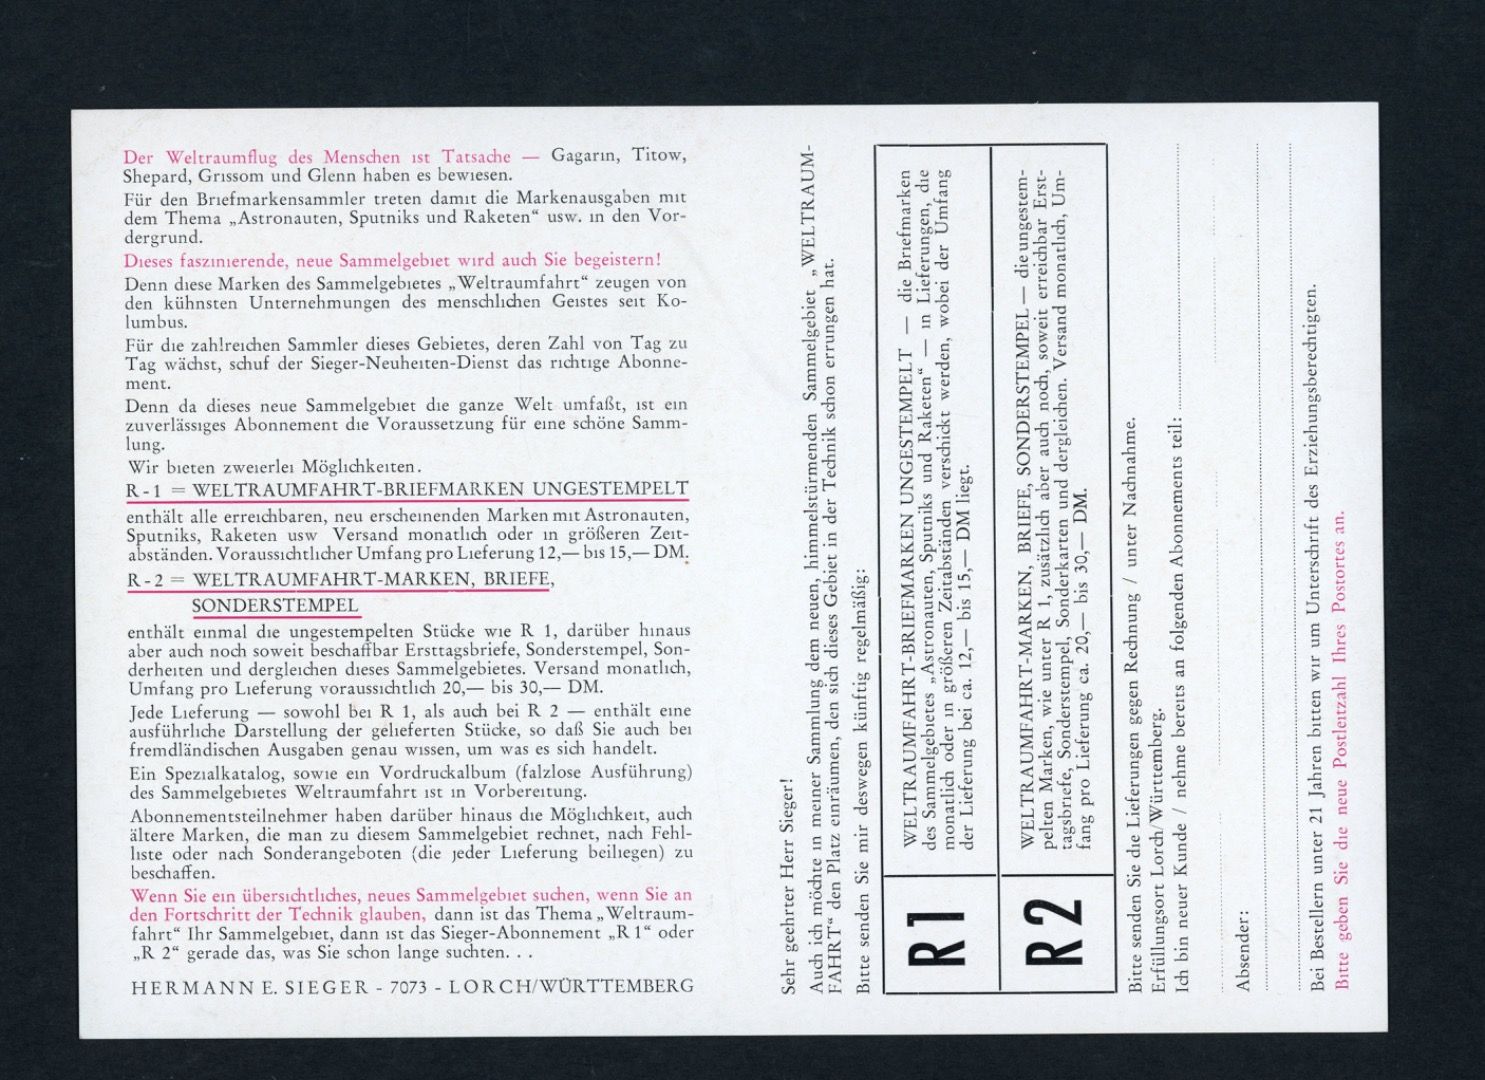 Der Weltraumflug des Menschen ist Tatsache — Gagarin, Titow,
Shepard, Grissom und Glenn haben es bewiesen.
Für den Briefmarkensammler treten damit die Markenausgaben mit
dem Thema „Astronauten, Sputniks und Raketen“ usw. in den Vor-
dergrund.
Dieses faszinierende, neue Sammelgebiet wird auch Sie begeistern!
Denn diese Marken des Sammelgebietes „Weltraumfahrt“ zeugen von
den kühnsten Unternehmungen des menschlichen Geistes seit Ko-
lumbus.
Für die zahlreichen Sammler dieses Gebietes, deren Zahl von Tag zu
Tag wächst, schuf der Sieger-Neuheiten-Dienst das richtige Abonne-
ment.
Denn da dieses neue Sammelgebiet die ganze Welt umfaßt, ist ein
zuverlässiges Abonnement die Voraussetzung für eine schöne Samm-
lung.
Wir bieten zweierlei Möglichkeiten.
R-1 = WELTRAUMFAHRT-BRIEFMARKEN UNGESTEMPELT
enthält alle erreichbaren, neu erscheinenden Marken mit Astronauten,
Sputniks, Raketen usw Versand monatlich oder in größeren Zeit-
abständen. Voraussichtlicher Umfang pro Lieferung 12,— bis 15,— DM.
R-2 = WELTRAUMFAHRT-MARKEN, BRIEFE,
SONDERSTEMPEL
enthält einmal die ungestempelten Stücke wie R 1, darüber hinaus
aber auch noch soweit beschaffbar Ersttagsbriefe, Sonderstempel, Son-
derheiten und dergleichen dieses Sammelgebietes. Versand monatlich,
Umfang pro Lieferung voraussichtlich 20,— bis 30,— DM.
Jede Lieferung — sowohl bei R 1, als auch bei R 2 — enthält eine
ausführliche Darstellung der gelieferten Stücke, so daß Sie auch bei
fremdländischen Ausgaben genau wissen, um was es sich handelt.
Ein Spezialkatalog, sowie ein Vordruckalbum (falzlose Ausführung)
des Sammelgebietes Weltraumfahrt ist in Vorbereitung.
Abonnementsteilnehmer haben darüber hinaus die Möglichkeit, auch
ältere Marken, die man zu diesem Sammelgebiet rechnet, nach Fehl-
liste oder nach Sonderangeboten (die jeder Lieferung beiliegen) zu
beschaffen.
Wenn Sie ein übersichtliches, neues Sammelgebiet suchen, wenn Sie an
den Fortschritt der Technik glauben, dann ist das Thema „Weltraum-
fahrt“ Ihr Sammelgebiet, dann ist das Sieger-Abonnement „R 1“ oder
„R 2“ gerade das, was Sie schon lange suchten. . .
HERMANN E. SIEGER - 7073 - LORCH/WÜRTTEMBERG
Sehr geehrter Herr Sieger!
Auch ich möchte in meiner Sammlung dem neuen, himmelstürmenden Sammelgebiet „WELTRAUM-
FAHRT“ den Platz einräumen, den sich dieses Gebiet in der Technik schon errungen hat.
Bitte senden Sie mir deswegen künftig regelmäßig:
R 1
WELTRAUMFAHRT-BRIEFMARKEN UNGESTEMPELT — die Briefmarken
des Sammelgebietes „Astronauten, Sputniks und Raketen“ — in Lieferungen, die
monatlich oder in größeren Zeitabständen verschickt werden, wobei der Umfang
der Lieferung bei ca. 12,— bis 15,— DM liegt.
R 2
WELTRAUMFAHRT-MARKEN, BRIEFE, SONDERSTEMPEL — die ungestem-
pelten Marken, wie unter R 1, zusätzlich aber auch noch, soweit erreichbar Erst-
tagsbriefe, Sonderstempel, Sonderkarten und dergleichen. Versand monatlich, Um-
fang pro Lieferung ca. 20,— bis 30,— DM.
Bitte senden Sie die Lieferungen gegen Rechnung / unter Nachnahme.
Erfüllungsort Lorch/Württemberg.
Ich bin neuer Kunde / nehme bereits an folgenden Abonnements teil:
Absender:
Bei Bestellern unter 21 Jahren bitten wir um Unterschrift des Erziehungsberechtigten.
Bitte geben Sie die neue Postleitzahl Ihres Postortes an.